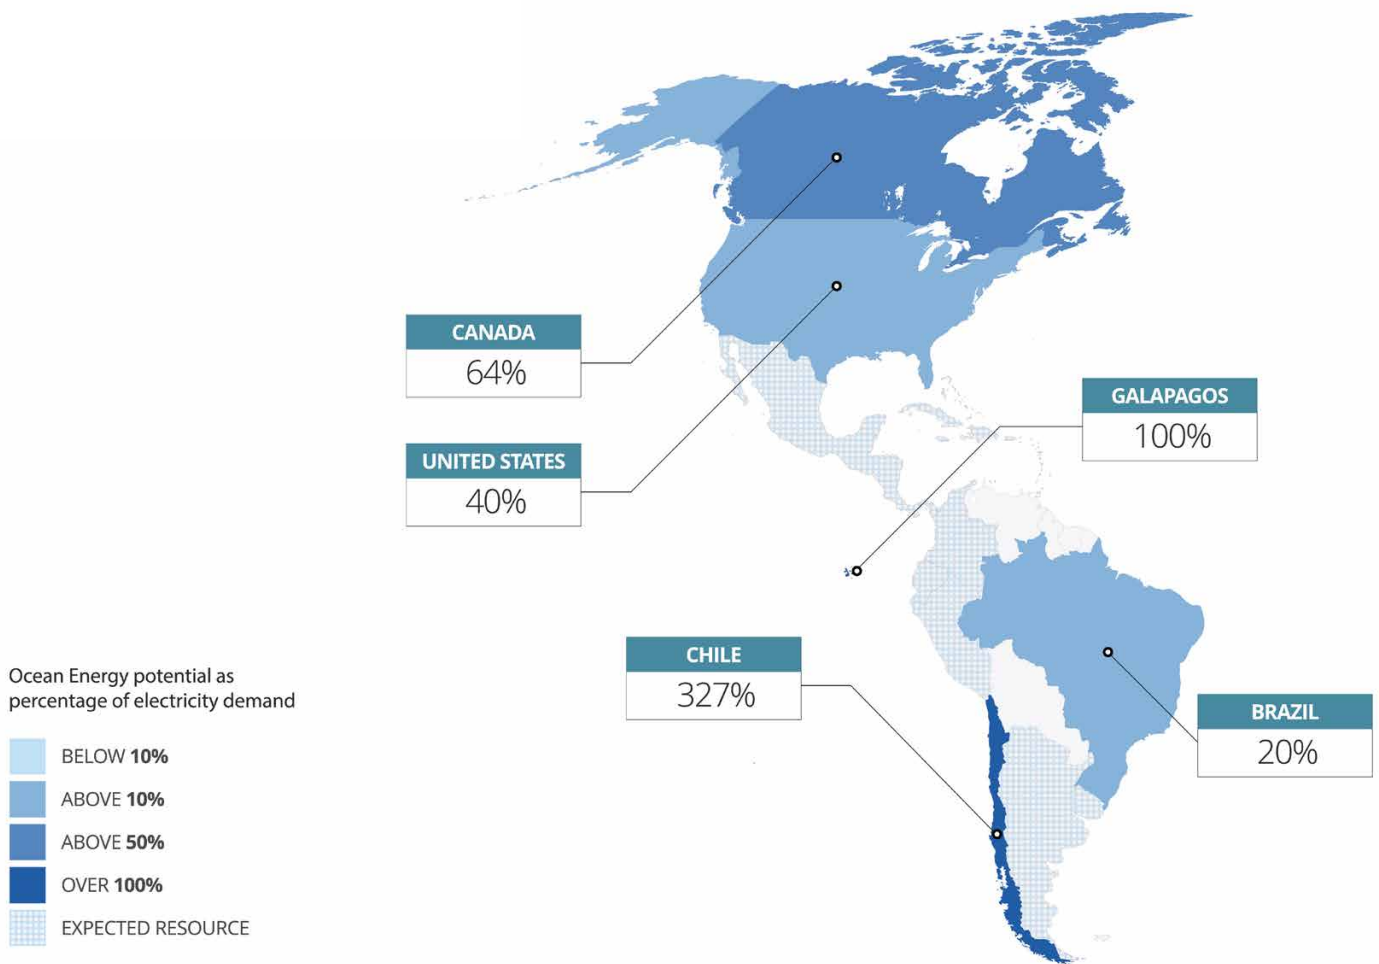 CANADA
64%
UNITED STATES
40%
GALAPAGOS
100%
CHILE
327%
BRAZIL
20%
Ocean Energy potential as
percentage of electricity demand
BELOW 10%
ABOVE 10%
ABOVE 50%
OVER 100%
EXPECTED RESOURCE